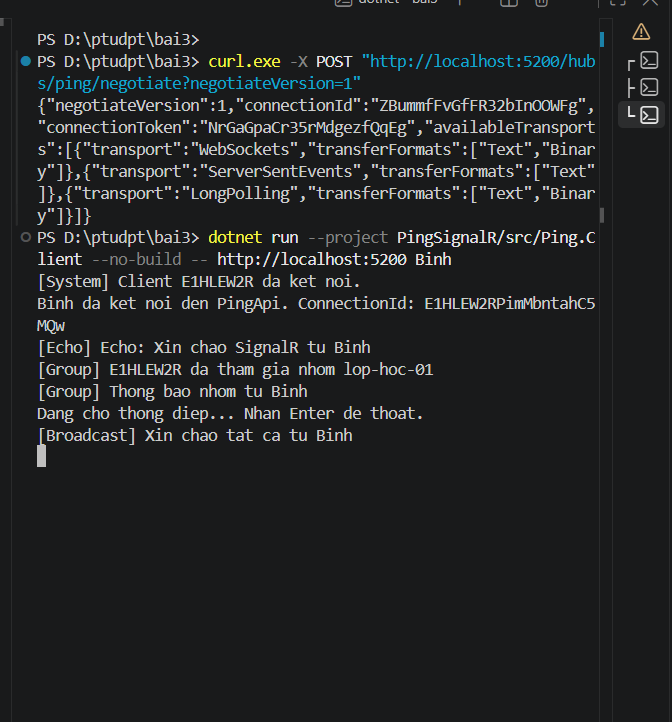 PS D:\ptudpt\bai3>
PS D:\ptudpt\bai3> curl.exe -X POST "http://localhost:5200/hub
s/ping/negotiate?negotiateVersion=1"
{"negotiateVersion":1,"connectionId":"ZBummfFvGfFR32bInOOWFg",
"connectionToken":"NrGaGpaCr35rMdgezfQqEg","availableTransport
s":[{"transport":"WebSockets","transferFormats":["Text","Binar
y"]},{"transport":"ServerSentEvents","transferFormats":["Text"
]},{"transport":"LongPolling","transferFormats":["Text","Binar
y"]}]}
PS D:\ptudpt\bai3> dotnet run --project PingSignalR/src/Ping.C
lient --no-build -- http://localhost:5200 Binh
[System] Client E1HLEW2R da ket noi.
Binh da ket noi den PingApi. ConnectionId: E1HLEW2RPimMbntahC5
MQw
[Echo] Echo: Xin chao SignalR tu Binh
[Group] E1HLEW2R da tham gia nhom lop-hoc-01
[Group] Thong bao nhom tu Binh
Dang cho thong diep... Nhan Enter de thoat.
[Broadcast] Xin chao tat ca tu Binh